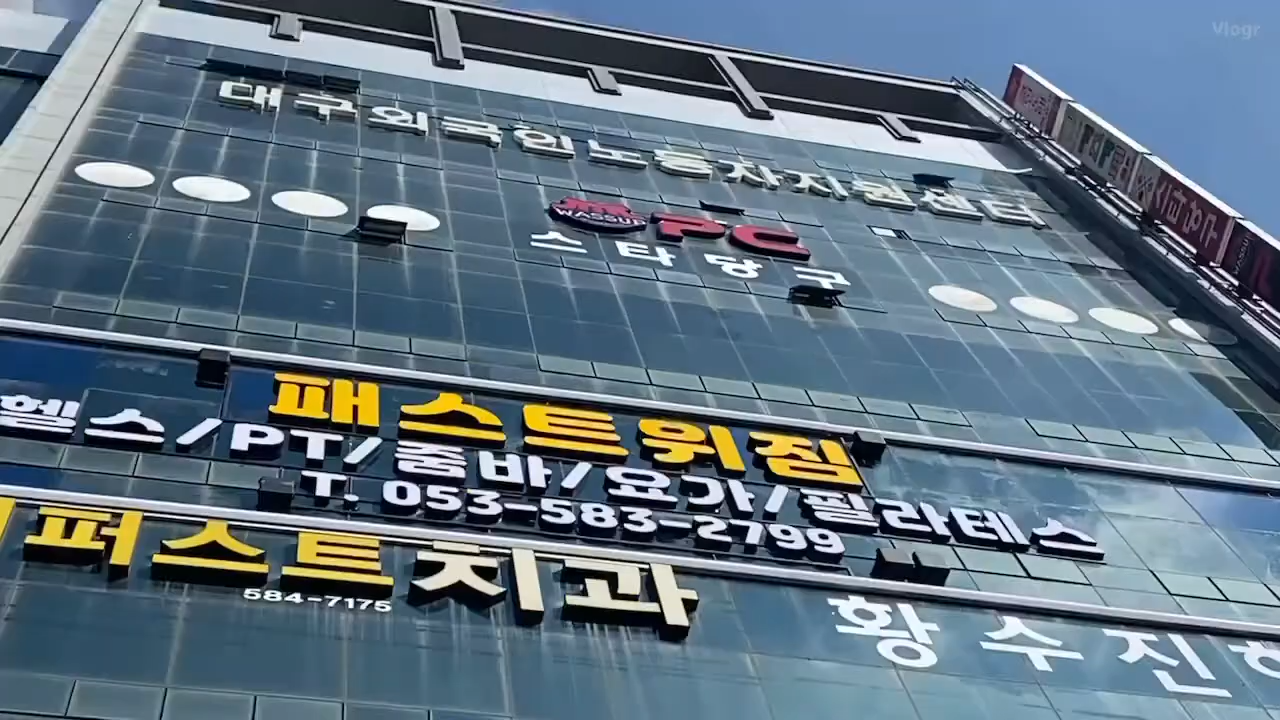 Vlogr
대구외국인노동자지원센터
WASSUP PC
스타당구
패스트위짐
헬스/PT/줌바/요가/필라테스
T. 053-583-2799
퍼스트치과
584-7175
황수진